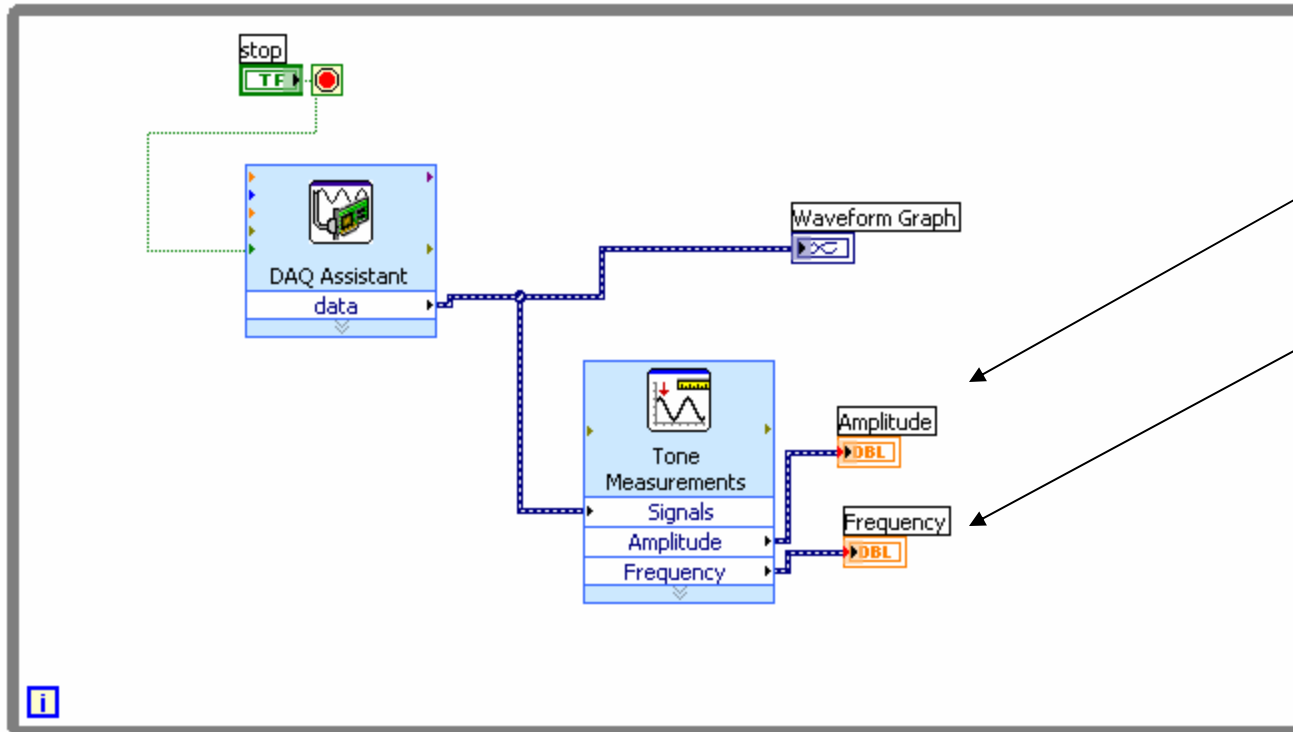 stop
TF
DAQ Assistant
data
Waveform Graph
Tone
Measurements
Signals
Amplitude
Frequency
Amplitude
DBL
Frequency
DBL
i